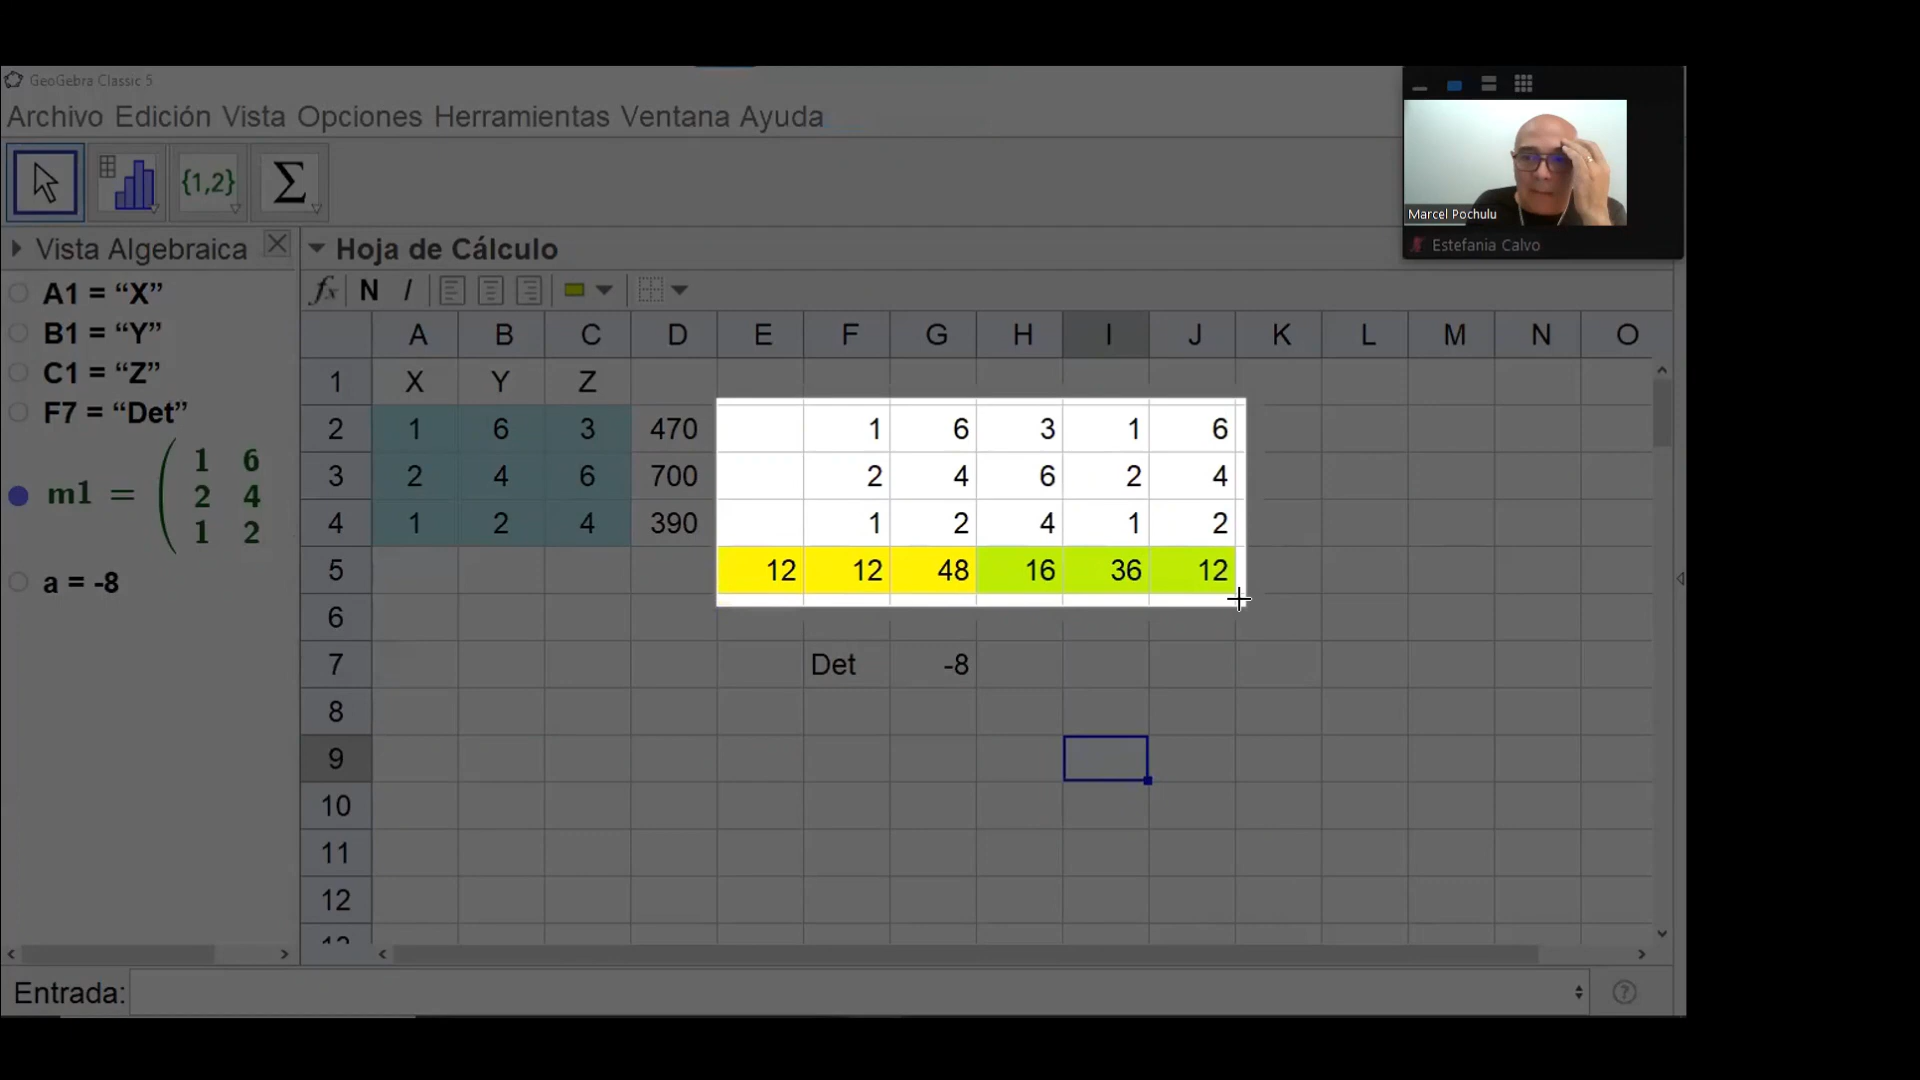 GeoGebra Classic 5
Archivo Edición Vista Opciones Herramientas Ventana Ayuda
{1,2} Σ
Marcel Pochulu
Estefania Calvo
Vista Algebraica
Hoja de Cálculo
fx N I
A1 = “X”
B1 = “Y”
C1 = “Z”
F7 = “Det”
m1 = ( 1 6
2 4
1 2
a = -8
A B C D E F G H I J K L M N O
1 X Y Z
2 1 6 3 470 1 6 3 1 6
3 2 4 6 700 2 4 6 2 4
4 1 2 4 390 1 2 4 1 2
5 12 12 48 16 36 12
6
7 Det -8
8
9
10
11
12
13
Entrada: